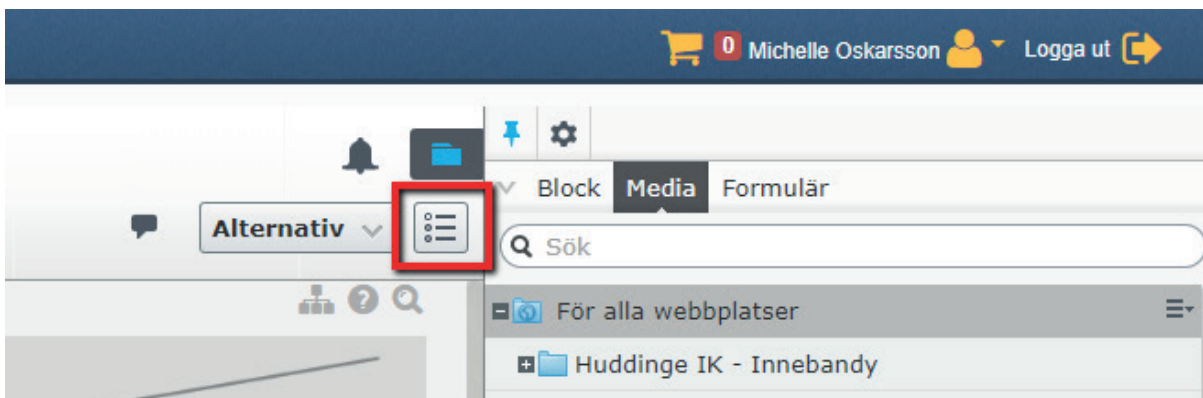 0 Michelle Oskarsson Logga ut
Block Media Formulär
Alternativ
Sök
För alla webbplatser
Huddinge IK - Innebandy